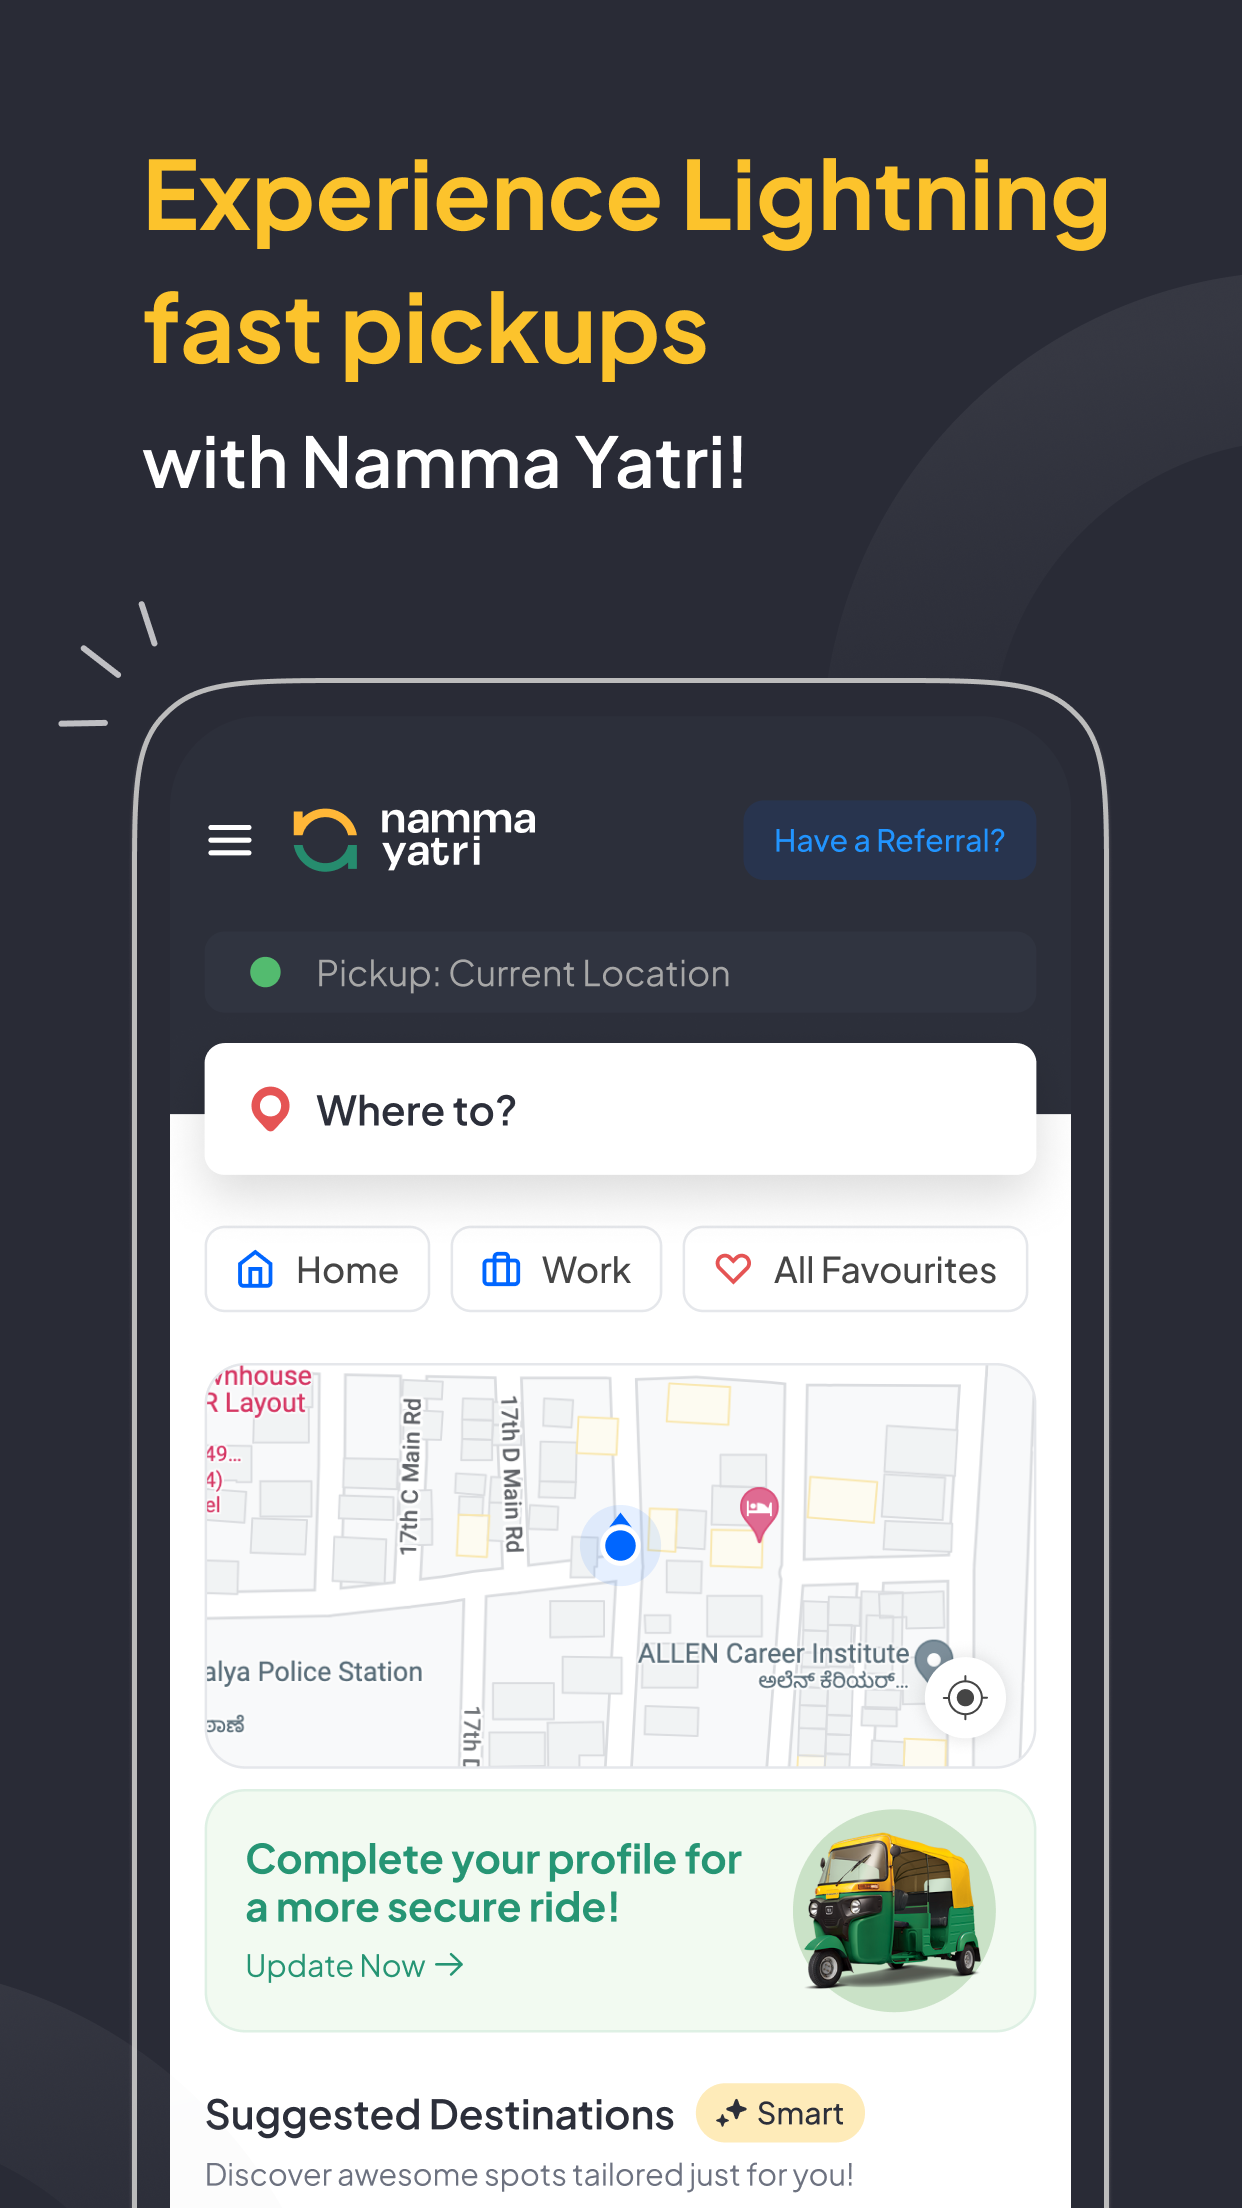 Experience Lightning
fast pickups
with Namma Yatri!
namma
yatri
Have a Referral?
Pickup: Current Location
Where to?
Home
Work
All Favourites
wnhouse
R Layout
49...
4)
el
17th C Main Rd
17th D Main Rd
ALLEN Career Institute
ಅಲೆನ್ ಕೆರಿಯರ್...
alya Police Station
ಠಾಣೆ
17th D
Complete your profile for
a more secure ride!
Update Now →
Suggested Destinations
Smart
Discover awesome spots tailored just for you!